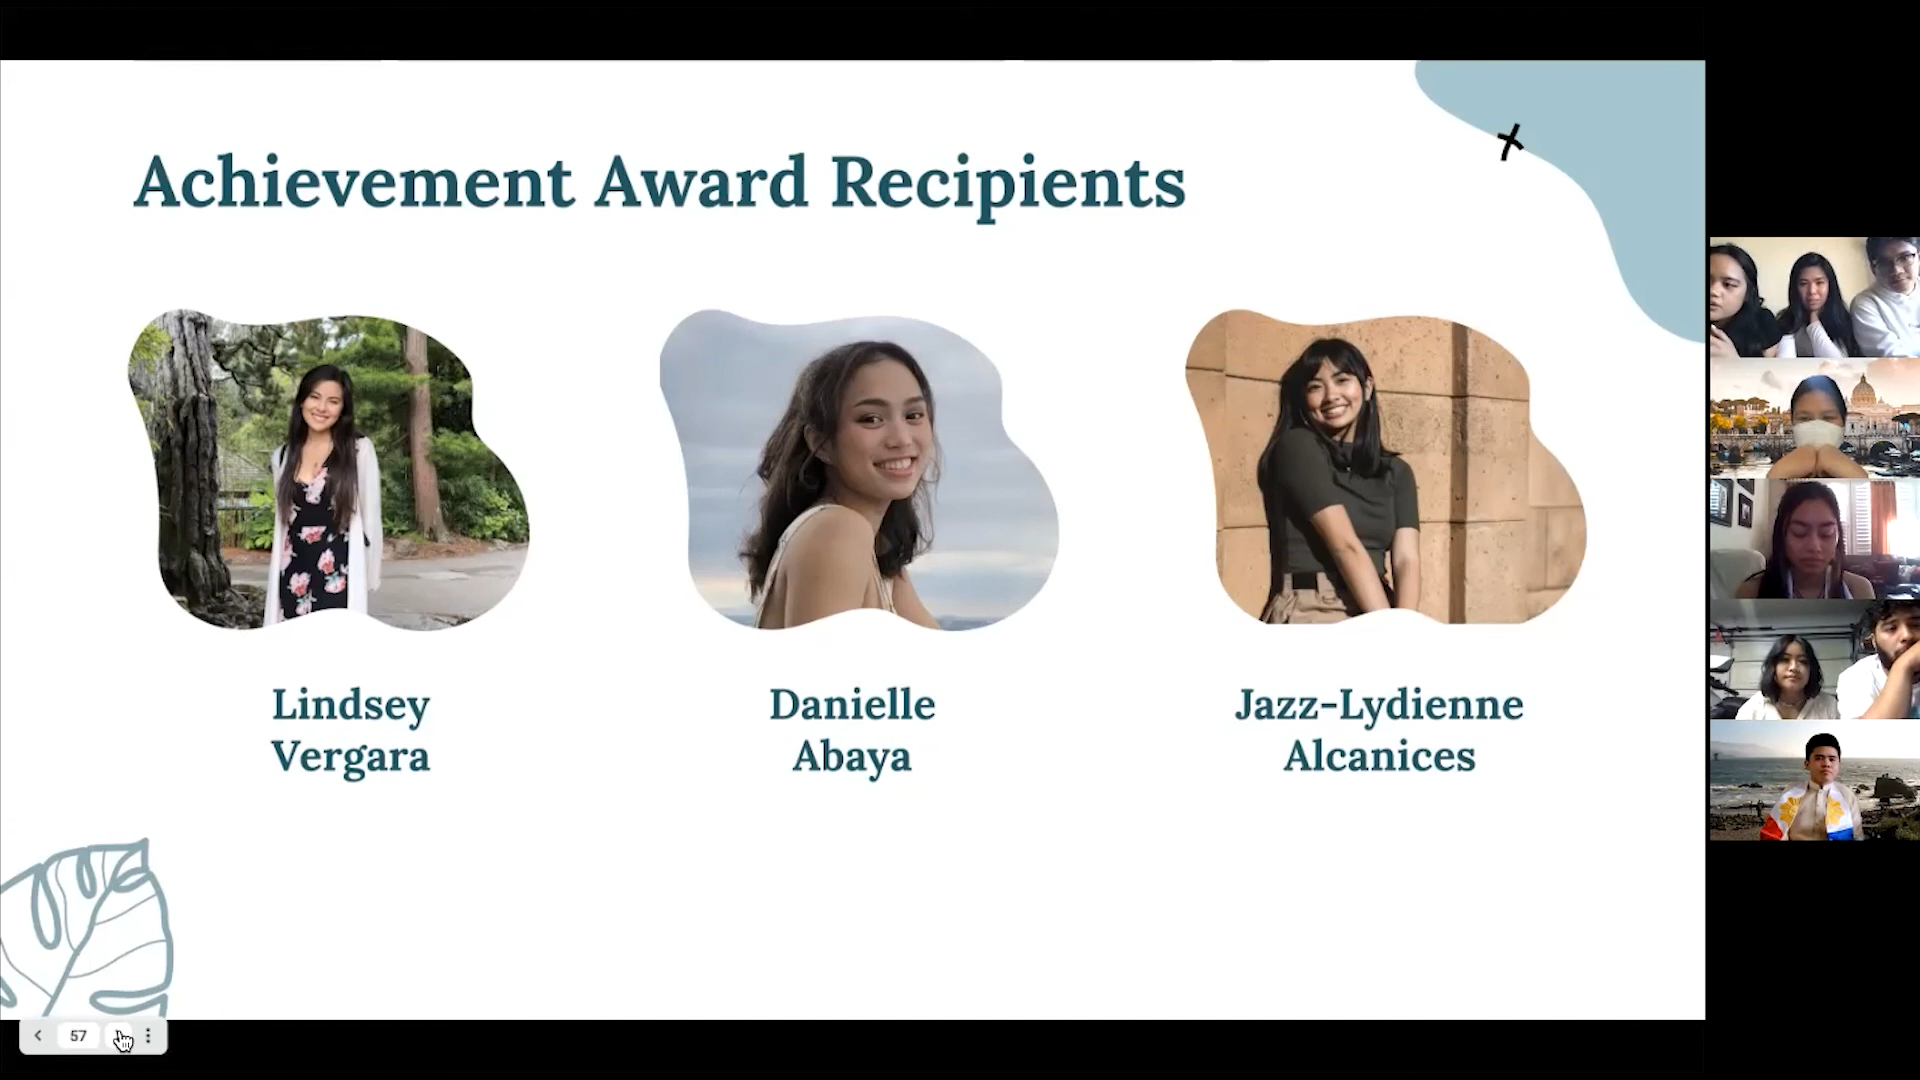 Achievement Award Recipients
Lindsey
Vergara
Danielle
Abaya
Jazz-Lydienne
Alcanices
57